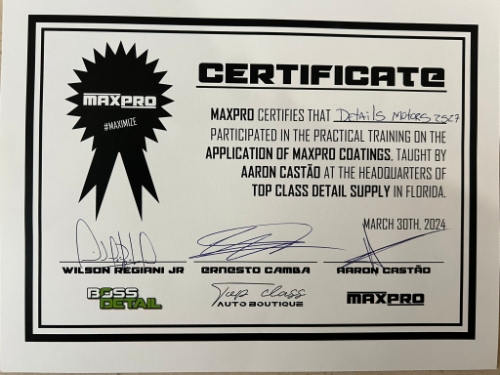 CERTIFICATE
MAXPRO
#MAXIMIZE
MAXPRO CERTIFIES THAT Details Motors 2527
PARTICIPATED IN THE PRACTICAL TRAINING ON THE
APPLICATION OF MAXPRO COATINGS, TAUGHT BY
AARON CASTÃO AT THE HEADQUARTERS OF
TOP CLASS DETAIL SUPPLY IN FLORIDA.
MARCH 30TH, 2024
WILSON REGIANI JR
ERNESTO GAMBA
AARON CASTÃO
BOSS
DETAIL
Top class
AUTO BOUTIQUE
MAXPRO